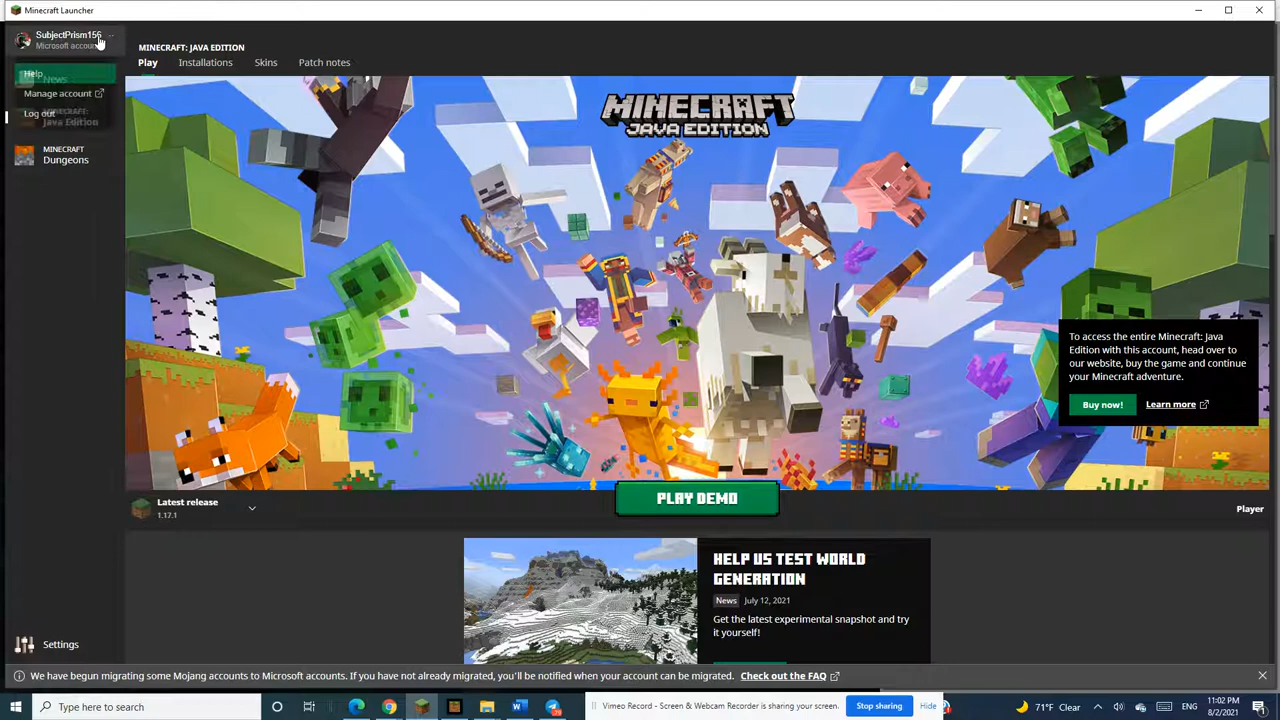 Minecraft Launcher
SubjectPrism156
Microsoft account
Help
News
Manage account
Log out
MINECRAFT:
Java Edition
MINECRAFT
Dungeons
Settings
MINECRAFT: JAVA EDITION
Play Installations Skins Patch notes
MINECRAFT
JAVA EDITION
To access the entire Minecraft: Java
Edition with this account, head over to
our website, buy the game and continue
your Minecraft adventure.
Buy now! Learn more
PLAY DEMO
Latest release
1.17.1
Player
HELP US TEST WORLD
GENERATION
News July 12, 2021
Get the latest experimental snapshot and try
it yourself!
We have begun migrating some Mojang accounts to Microsoft accounts. If you have not already migrated, you'll be notified when your account can be migrated. Check out the FAQ
Type here to search
Vimeo Record - Screen & Webcam Recorder is sharing your screen. Stop sharing Hide
71°F Clear
ENG
11:02 PM
8/2/2021